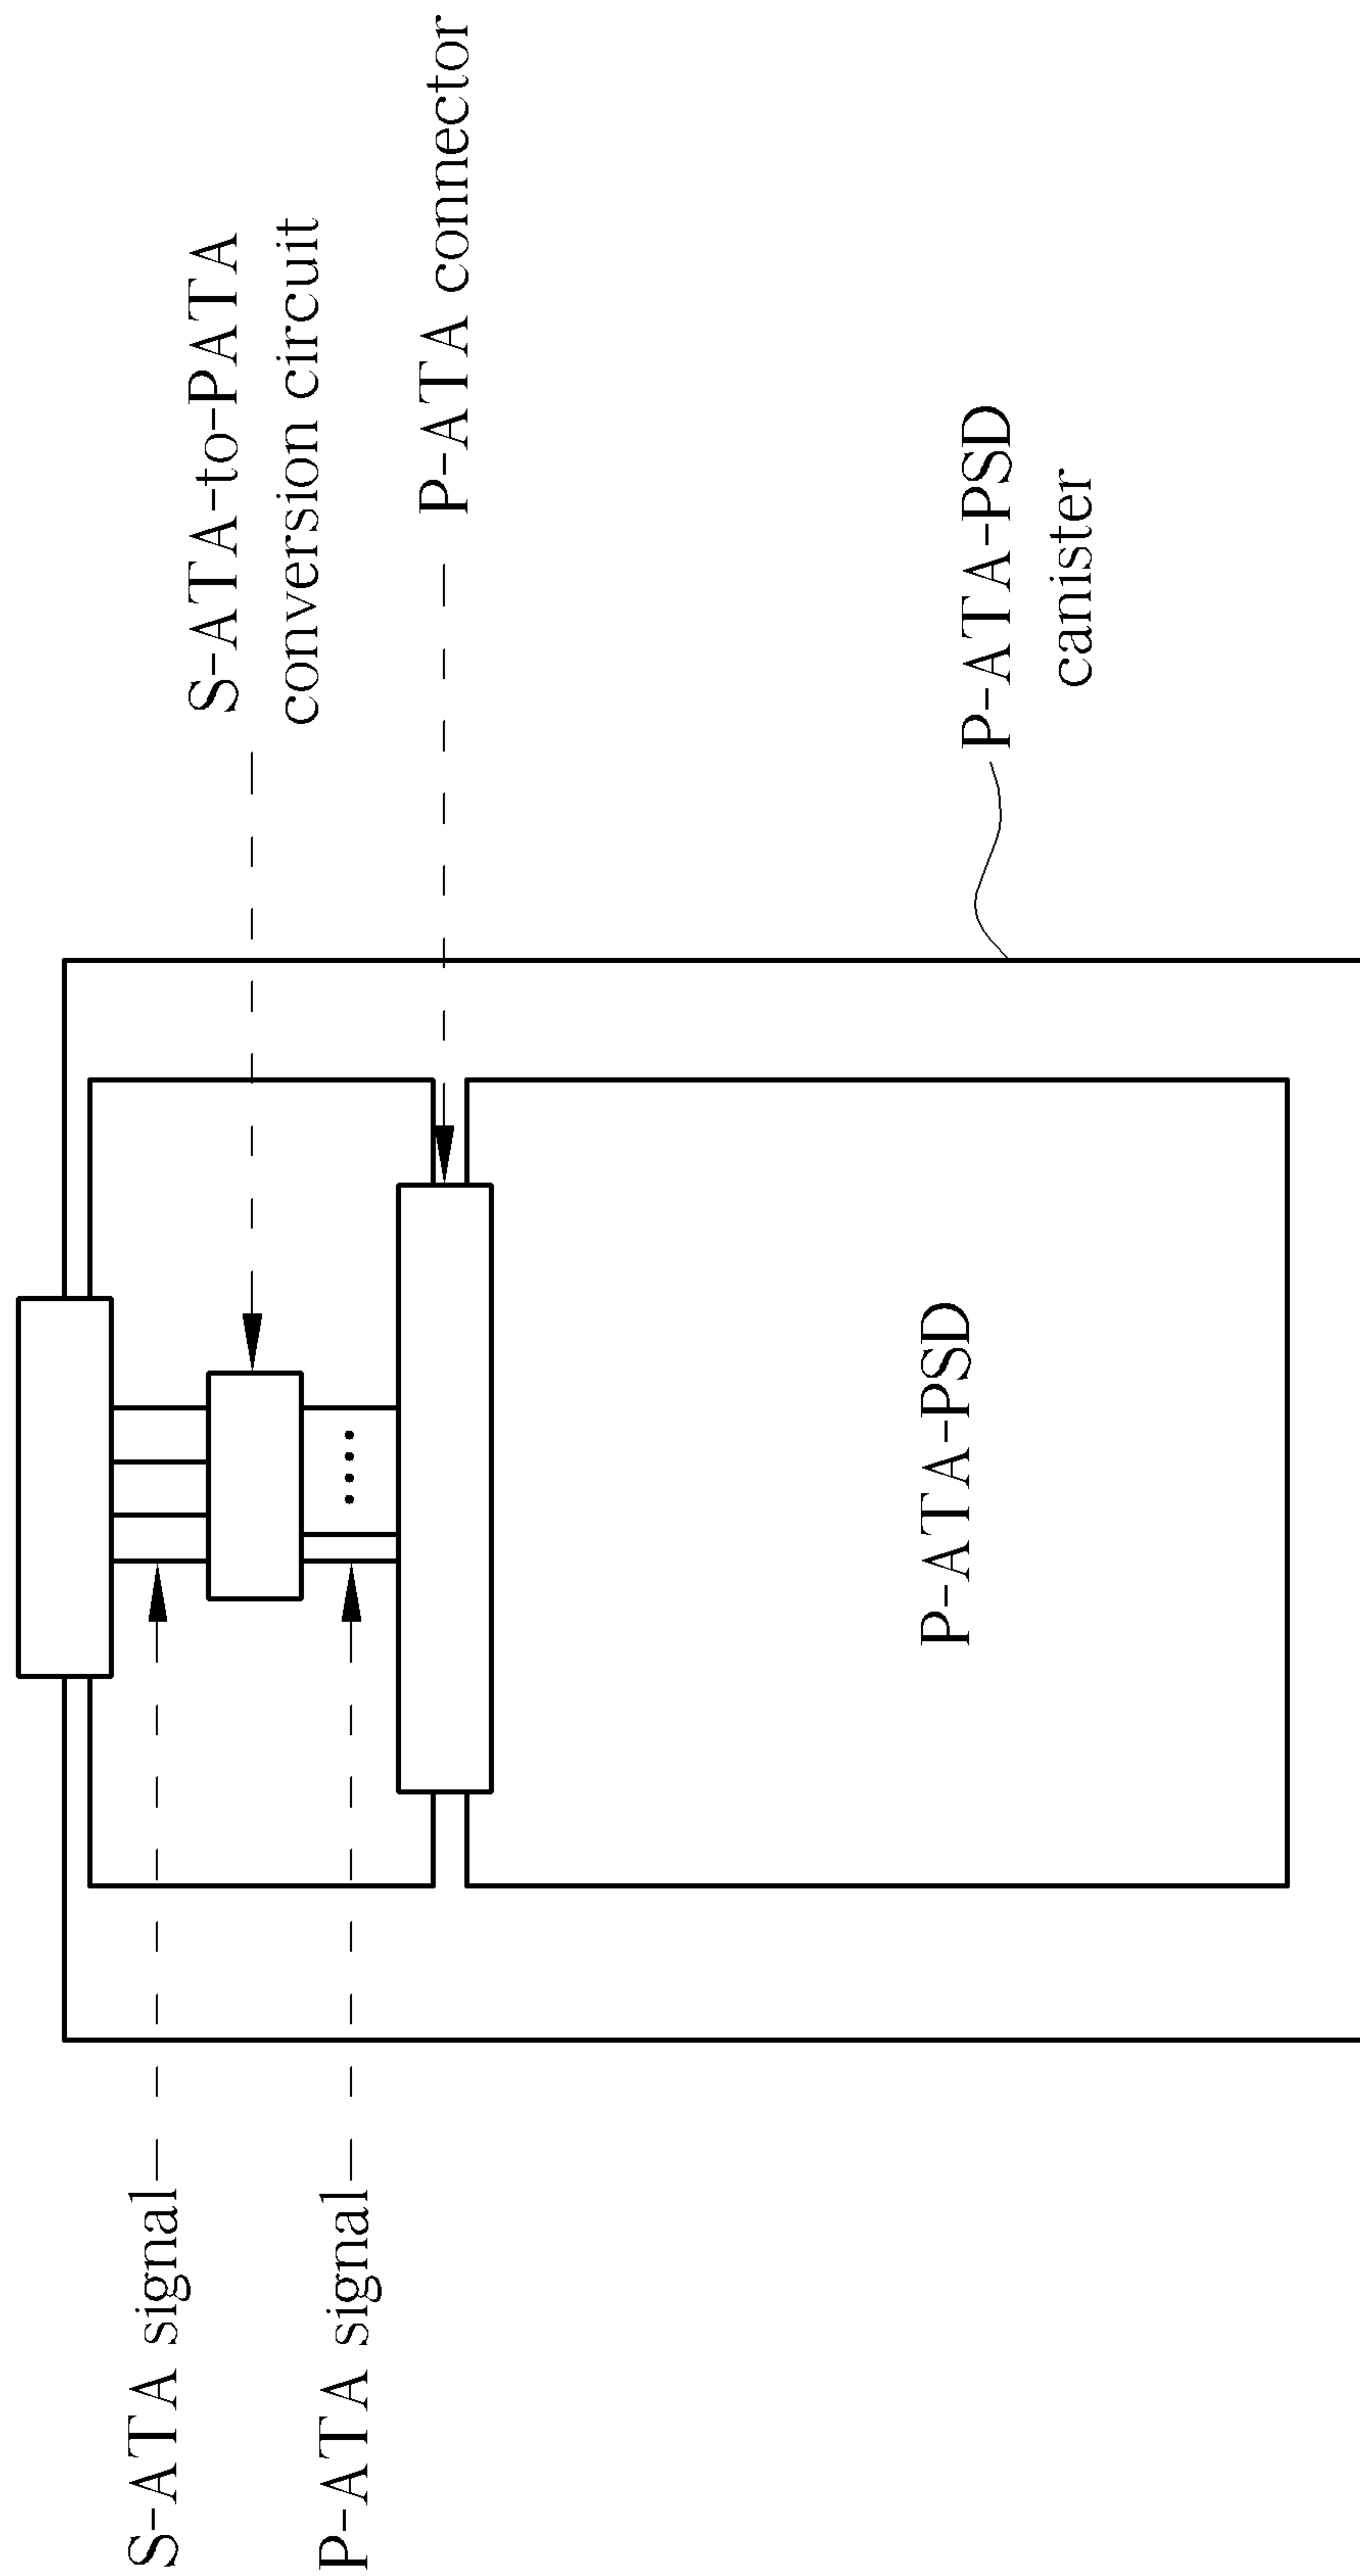 S-ATA signal
P-ATA signal
S-ATA-to-PATA
conversion circuit
P-ATA connector
P-ATA-PSD
P-ATA-PSD
canister